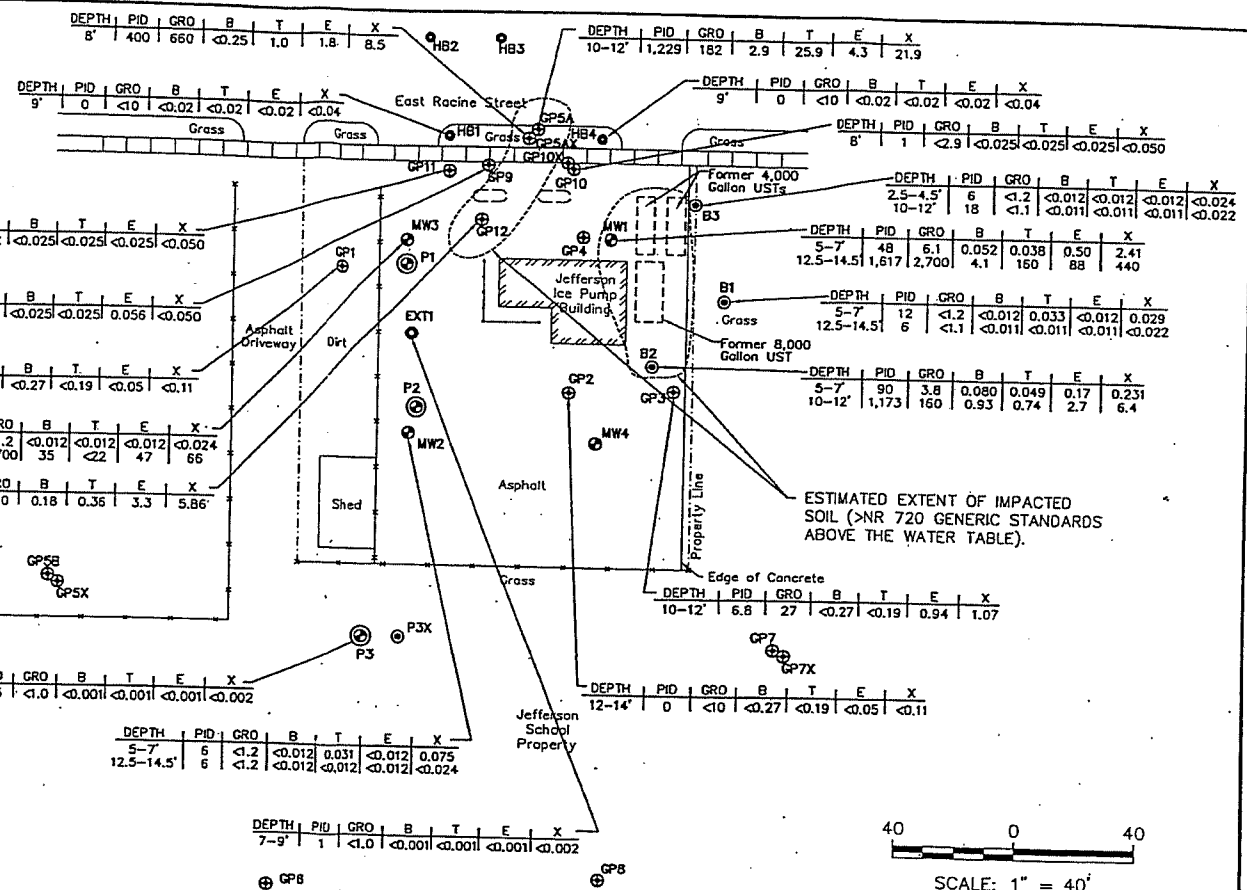 DEPTH PID GRO B T E X
8' 400 660 <0.25 1.0 1.8 8.5
HB2
HB3
DEPTH PID GRO B T E X
10-12' 1,229 182 2.9 25.9 4.3 21.9
DEPTH PID GRO B T E X
9' 0 <10 <0.02 <0.02 <0.02 <0.04
East Racine Street
DEPTH PID GRO B T E X
9' 0 <10 <0.02 <0.02 <0.02 <0.04
Grass
Grass
HB1
Grass
GP5A
GP5AX
HB4
Grass
DEPTH PID GRO B T E X
8' 1 <2.9 <0.025 <0.025 <0.025 <0.050
GP11
SP9
GP10X
GP10
Former 4,000
Gallon USTs
DEPTH PID GRO B T E X
2.5-4.5' 6 <1.2 <0.012 <0.012 <0.012 <0.024
10-12' 18 <1.1 <0.011 <0.011 <0.011 <0.022
B3
B T E X
<0.025 <0.025 <0.025 <0.050
GP12
MW3
P1
GP1
GP4
MW1
DEPTH PID GRO B T E X
5-7' 48 6.1 0.052 0.038 0.50 2.41
12.5-14.5' 1,617 2,700 4.1 160 88 440
Jefferson
Ice Pump
Building
B T E X
<0.025 <0.025 0.056 <0.050
B1
Grass
DEPTH PID GRO B T E X
5-7' 12 <1.2 <0.012 0.033 <0.012 0.029
12.5-14.5' 6 <1.1 <0.011 <0.011 <0.011 <0.022
EXT1
Asphalt
Driveway
Dirt
Former 8,000
Gallon UST
B2
B T E X
<0.27 <0.19 <0.05 <0.11
DEPTH PID GRO B T E X
5-7' 90 3.8 0.080 0.049 0.17 0.231
10-12' 1,173 160 0.93 0.74 2.7 6.4
P2
GP2
GP3
RO B T E X
.2 <0.012 <0.012 <0.012 <0.024
700 35 <22 47 66
MW2
MW4
O B T E X
0 0.18 0.36 3.3 5.86
Asphalt
Shed
Property Line
ESTIMATED EXTENT OF IMPACTED
SOIL (>NR 720 GENERIC STANDARDS
ABOVE THE WATER TABLE).
GP5B
GP5X
Grass
Edge of Concrete
DEPTH PID GRO B T E X
10-12' 6.8 27 <0.27 <0.19 0.94 1.07
P3
P3X
GP7
GP7X
GRO B T E X
<1.0 <0.001 <0.001 <0.001 <0.002
DEPTH PID GRO B T E X
12-14' 0 <10 <0.27 <0.19 <0.05 <0.11
Jefferson
School
Property
DEPTH PID GRO B T E X
5-7' 6 <1.2 <0.012 0.031 <0.012 0.075
12.5-14.5' 6 <1.2 <0.012 <0.012 <0.012 <0.024
DEPTH PID GRO B T E X
7-9' 1 <1.0 <0.001 <0.001 <0.001 <0.002
GP6
GP8
40 0 40
SCALE: 1" = 40'